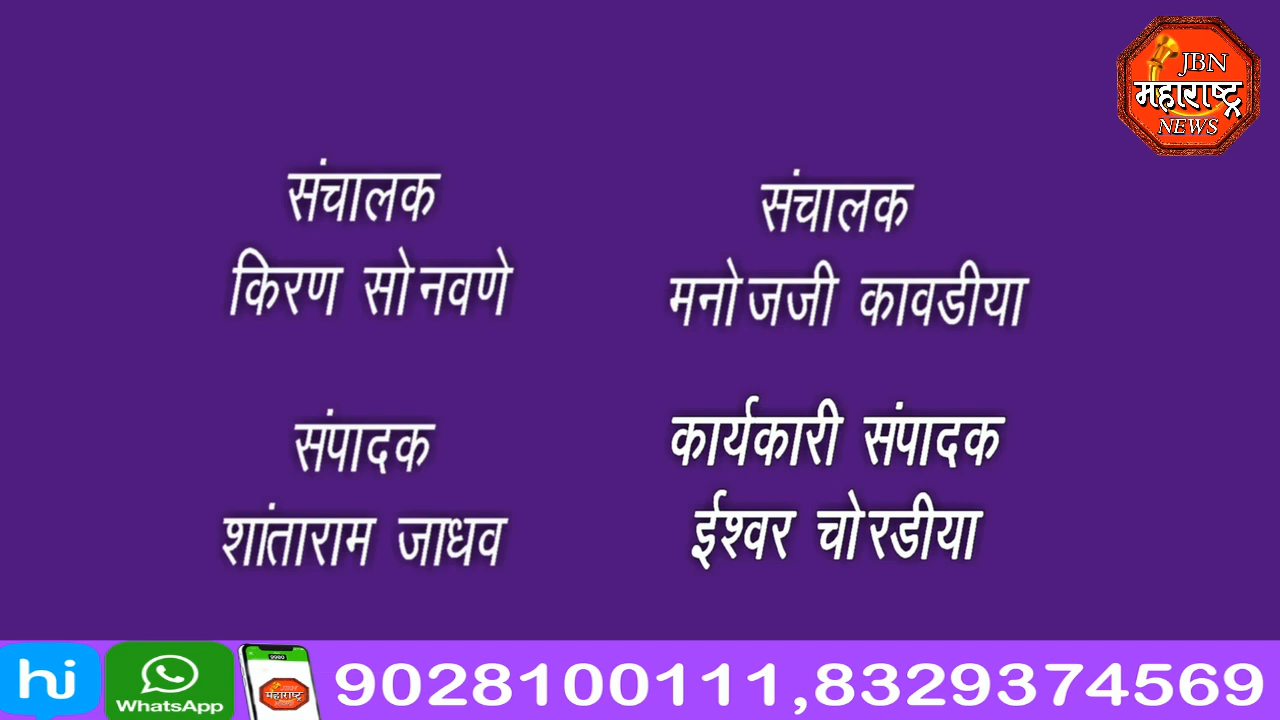 JBN
महाराष्ट्र
NEWS
संचालक
किरण सोनवणे
संचालक
मनोजजी कावडीया
संपादक
शांताराम जाधव
कार्यकारी संपादक
ईश्वर चोरडीया
hi
WhatsApp
महाराष्ट्र
9028100111,8329374569